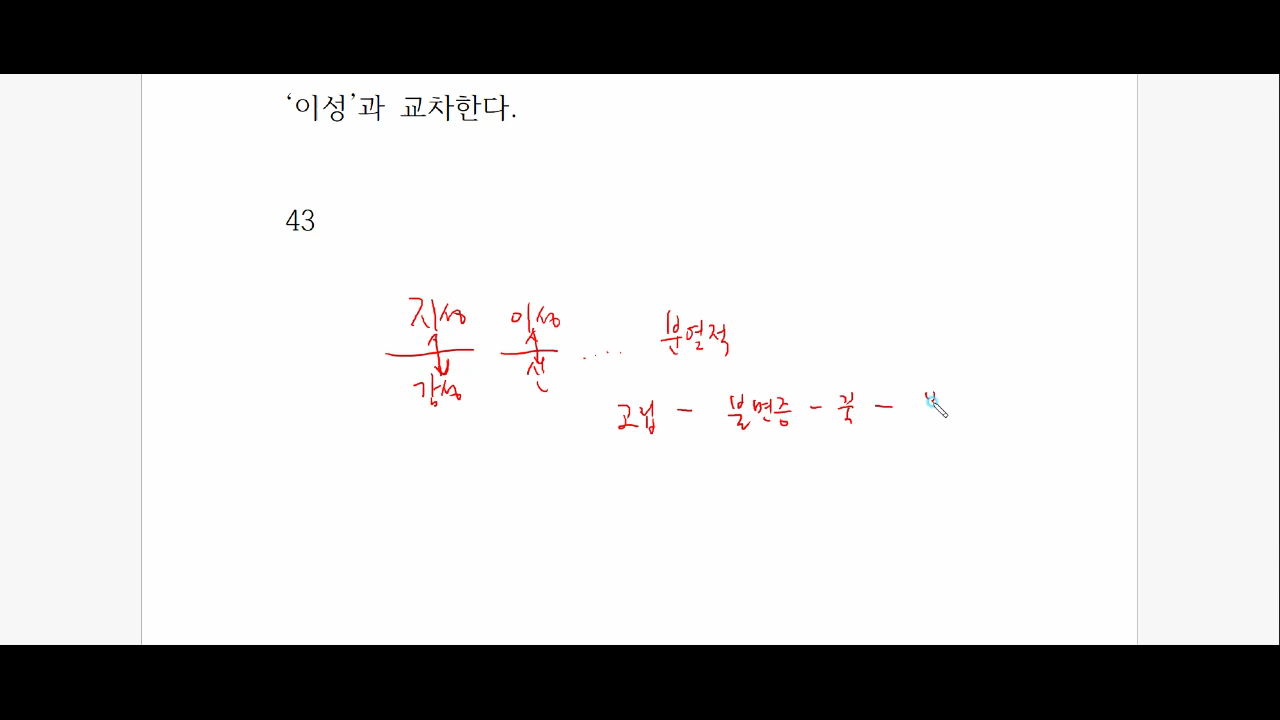 ‘이성’과 교차한다.
43
지성 이성 분열적
감성 신
고립 - 불면증 - 꿈 -